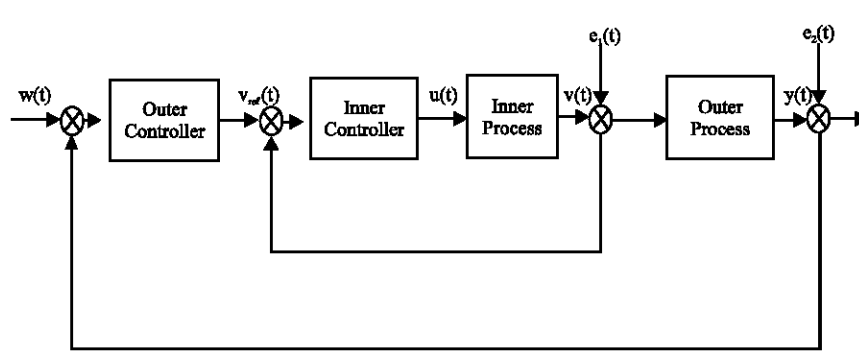 e₁(t)
e₂(t)
w(t)
Outer
Controller
v_ref(t)
Inner
Controller
u(t)
Inner
Process
v(t)
Outer
Process
y(t)